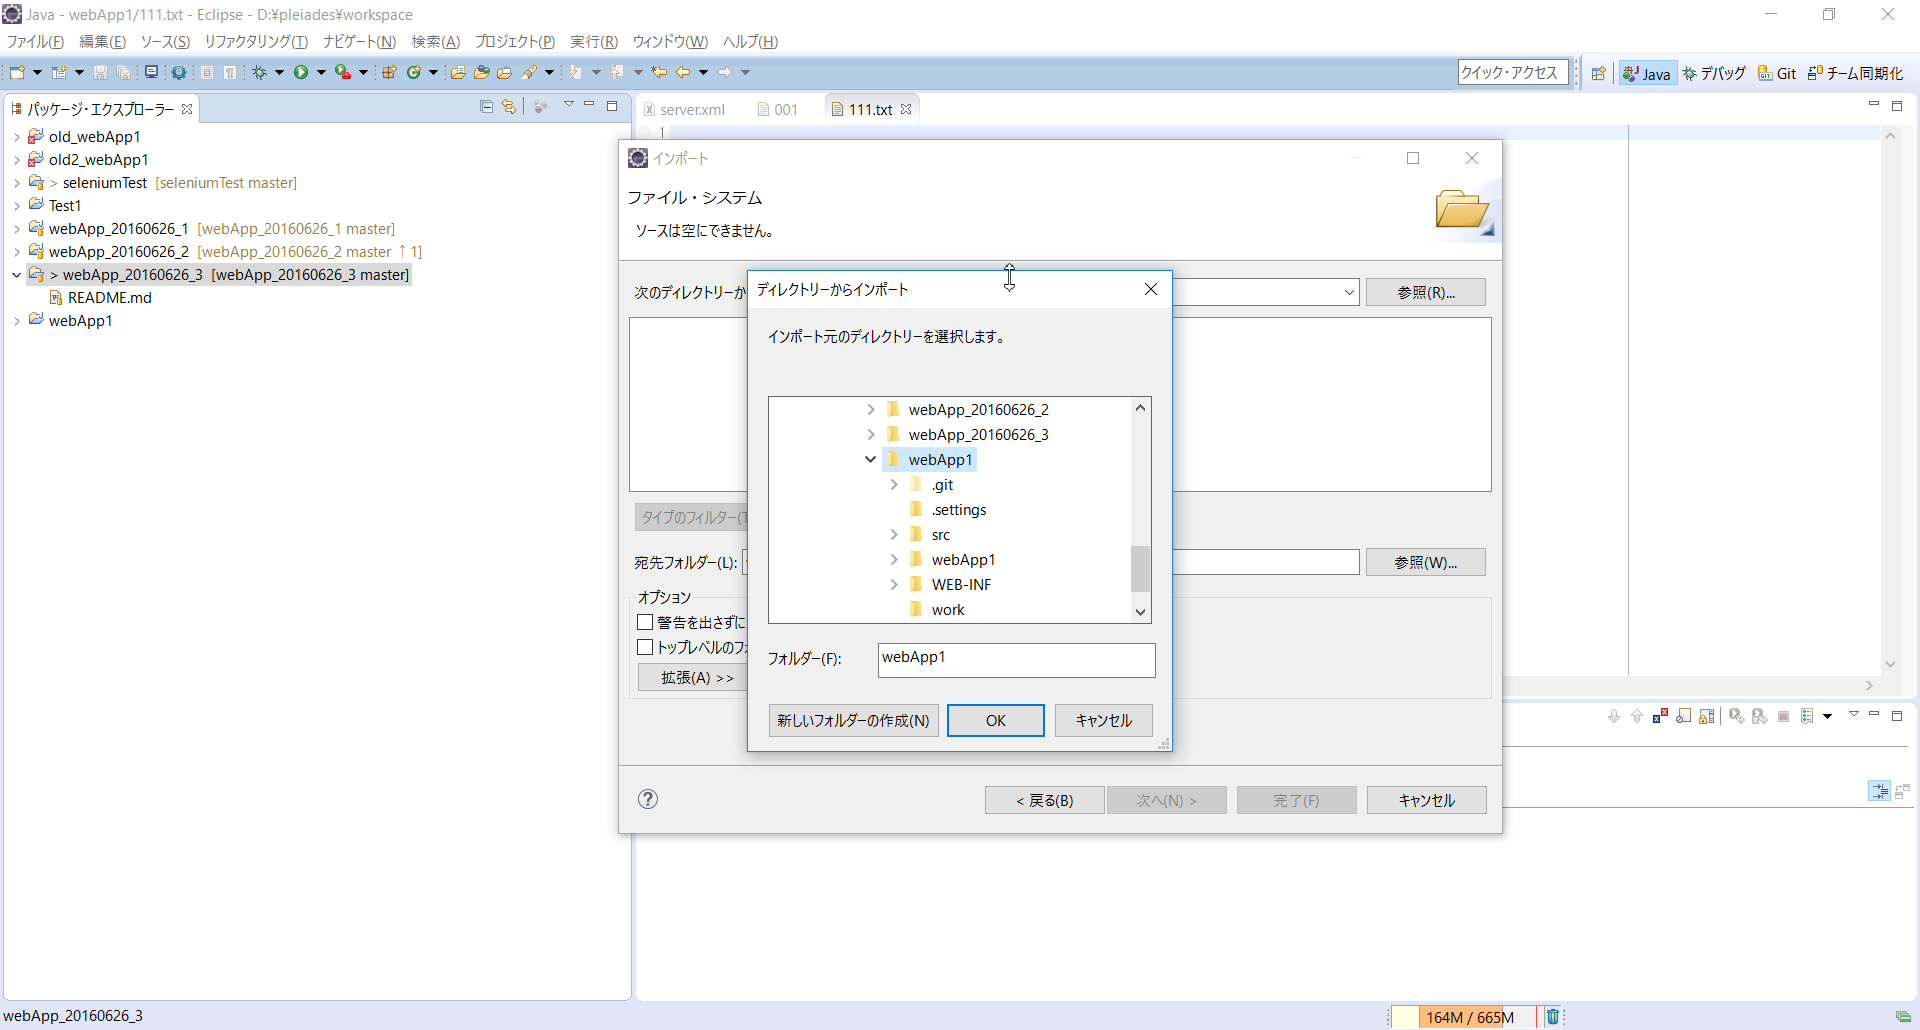 Java - webApp1/111.txt - Eclipse - D:¥pleiades¥workspace
ファイル(F) 編集(E) ソース(S) リファクタリング(T) ナビゲート(N) 検索(A) プロジェクト(P) 実行(R) ウィンドウ(W) ヘルプ(H)
クイック・アクセス Java デバッグ Git チーム同期化
パッケージ・エクスプローラー
old_webApp1
old2_webApp1
> seleniumTest [seleniumTest master]
Test1
webApp_20160626_1 [webApp_20160626_1 master]
webApp_20160626_2 [webApp_20160626_2 master ↑1]
> webApp_20160626_3 [webApp_20160626_3 master]
README.md
webApp1
server.xml 001 111.txt
1
インポート
ファイル・システム
ソースは空にできません。
次のディレクトリーか
参照(R)...
タイプのフィルター(T
宛先フォルダー(L):
参照(W)...
オプション
警告を出さずに
トップレベルのフォ
拡張(A) >>
< 戻る(B) 次へ(N) > 完了(F) キャンセル
ディレクトリーからインポート
インポート元のディレクトリーを選択します。
webApp_20160626_2
webApp_20160626_3
webApp1
.git
.settings
src
webApp1
WEB-INF
work
フォルダー(F): webApp1
新しいフォルダーの作成(N) OK キャンセル
webApp_20160626_3
164M / 665M